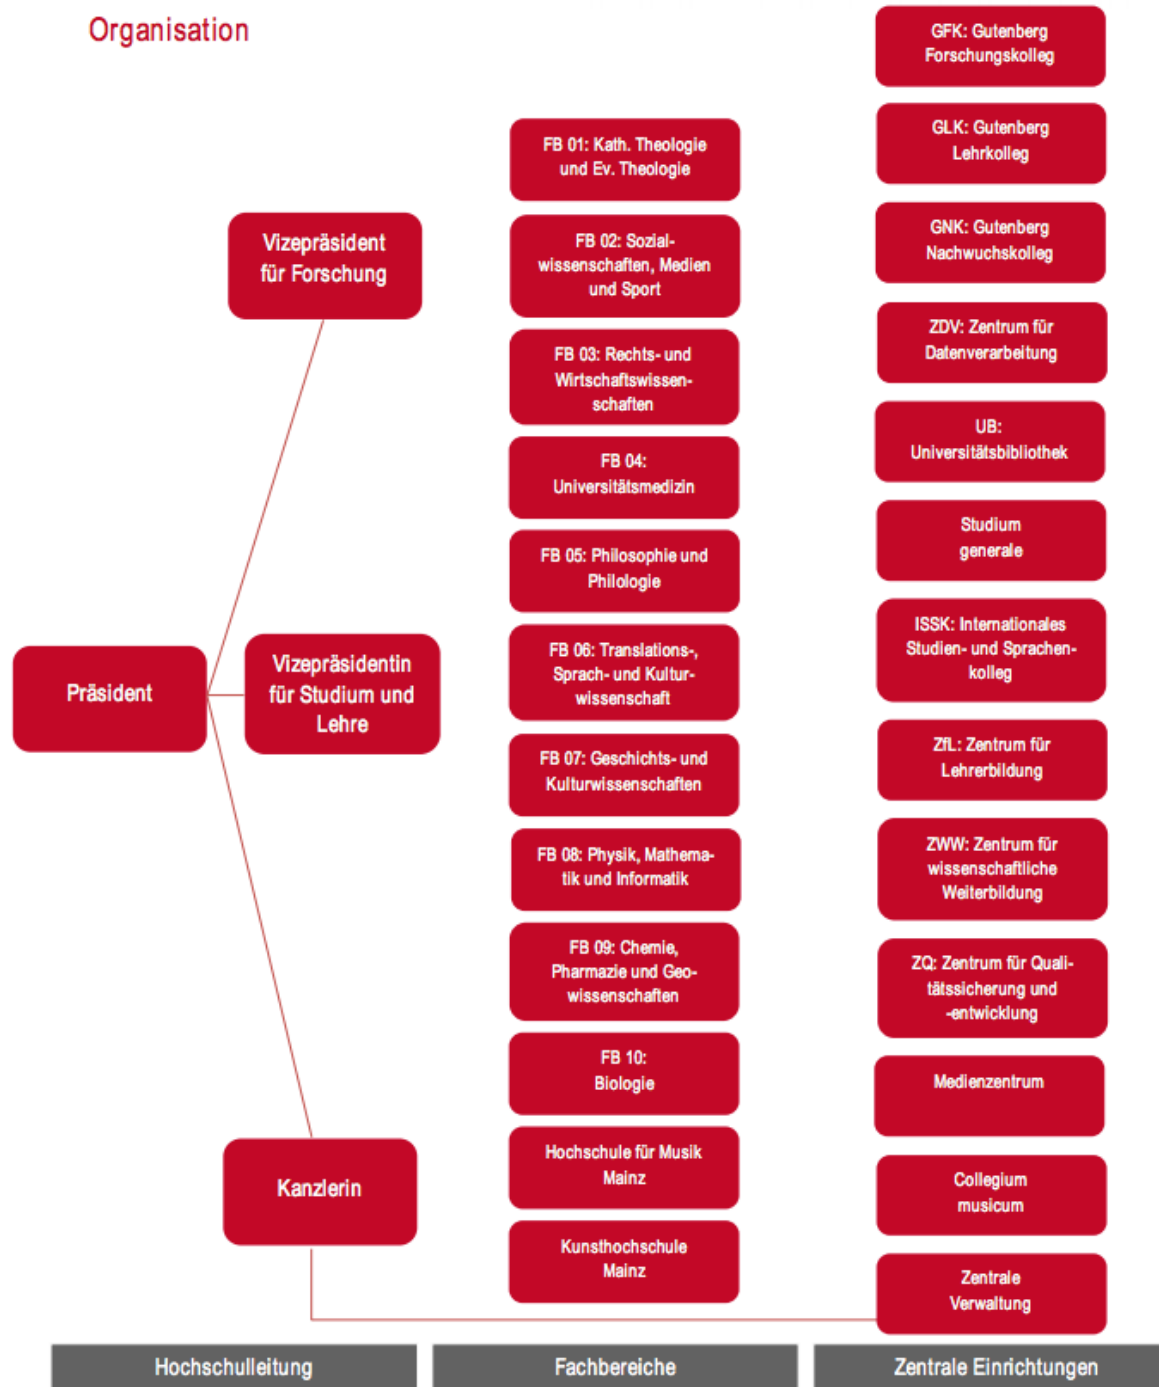 Organisation
Präsident
Vizepräsident
für Forschung
Vizepräsidentin
für Studium und
Lehre
Kanzlerin
FB 01: Kath. Theologie
und Ev. Theologie
FB 02: Sozial-
wissenschaften, Medien
und Sport
FB 03: Rechts- und
Wirtschaftswissen-
schaften
FB 04:
Universitätsmedizin
FB 05: Philosophie und
Philologie
FB 06: Translations-,
Sprach- und Kultur-
wissenschaft
FB 07: Geschichts- und
Kulturwissenschaften
FB 08: Physik, Mathema-
tik und Informatik
FB 09: Chemie,
Pharmazie und Geo-
wissenschaften
FB 10:
Biologie
Hochschule für Musik
Mainz
Kunsthochschule
Mainz
GFK: Gutenberg
Forschungskolleg
GLK: Gutenberg
Lehrkolleg
GNK: Gutenberg
Nachwuchskolleg
ZDV: Zentrum für
Datenverarbeitung
UB:
Universitätsbibliothek
Studium
generale
ISSK: Internationales
Studien- und Sprachen-
kolleg
ZfL: Zentrum für
Lehrerbildung
ZWW: Zentrum für
wissenschaftliche
Weiterbildung
ZQ: Zentrum für Quali-
tätssicherung und
-entwicklung
Medienzentrum
Collegium
musicum
Zentrale
Verwaltung
Hochschulleitung
Fachbereiche
Zentrale Einrichtungen